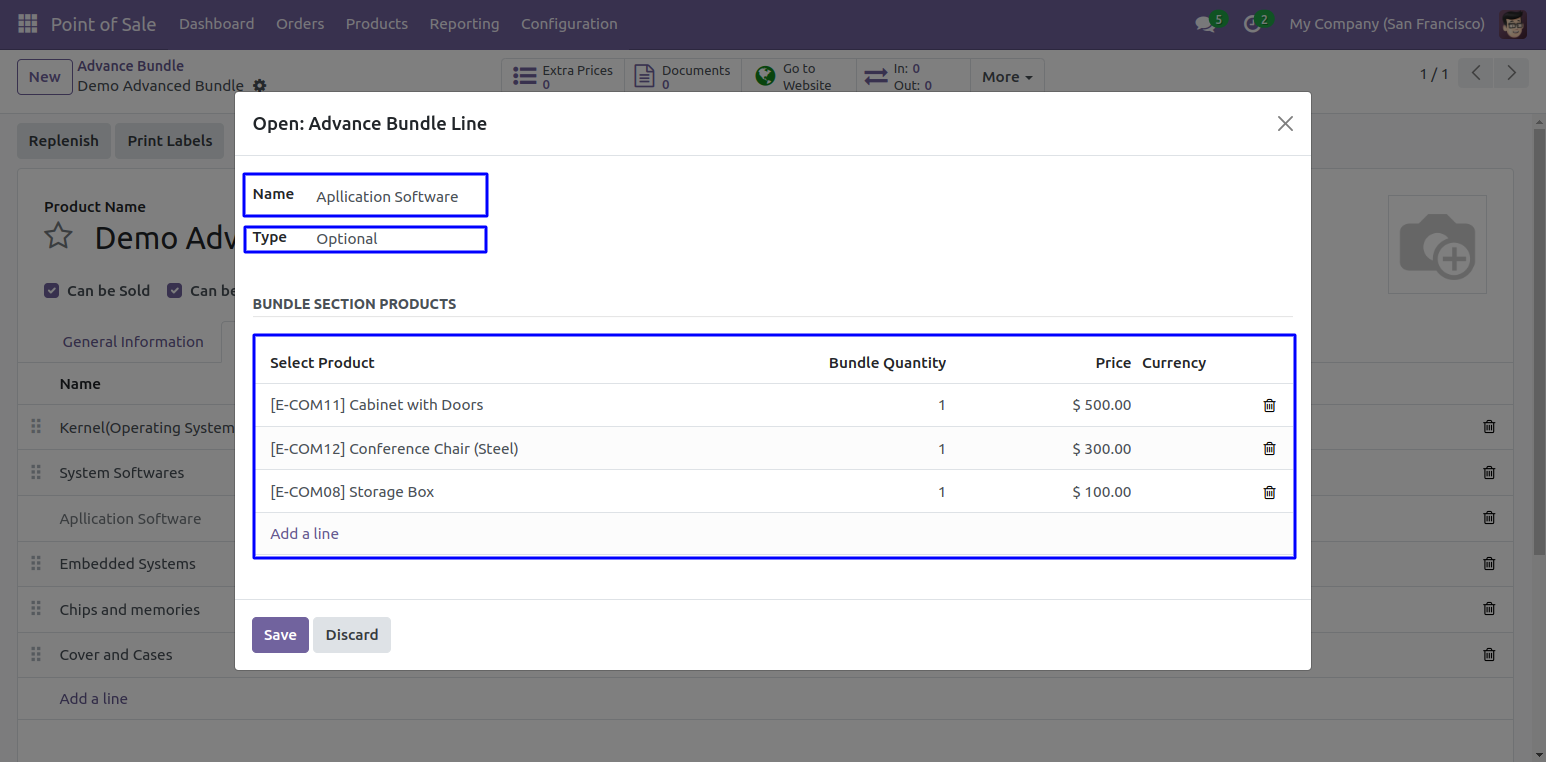 Point of Sale Dashboard Orders Products Reporting Configuration 5 2 My Company (San Francisco)
New Advance Bundle
Demo Advanced Bundle
Extra Prices 0
Documents 0
Go to Website
In: 0
Out: 0
More
1 / 1
Replenish Print Labels
Open: Advance Bundle Line
Name Apllication Software
Type Optional
BUNDLE SECTION PRODUCTS
Select Product Bundle Quantity Price Currency
[E-COM11] Cabinet with Doors 1 $ 500.00
[E-COM12] Conference Chair (Steel) 1 $ 300.00
[E-COM08] Storage Box 1 $ 100.00
Add a line
Save Discard
Product Name
Demo Adv
Can be Sold Can be
General Information
Name
Kernel(Operating System
System Softwares
Apllication Software
Embedded Systems
Chips and memories
Cover and Cases
Add a line